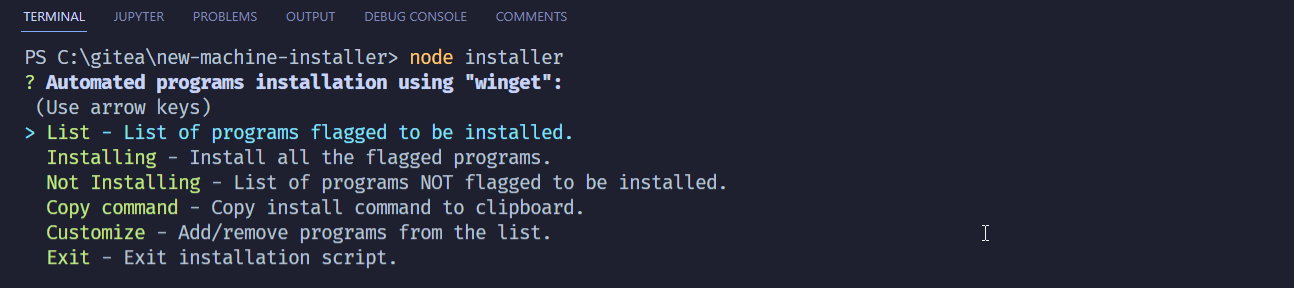 TERMINAL JUPYTER PROBLEMS OUTPUT DEBUG CONSOLE COMMENTS
PS C:\gitea\new-machine-installer> node installer
? Automated programs installation using "winget":
(Use arrow keys)
> List - List of programs flagged to be installed.
Installing - Install all the flagged programs.
Not Installing - List of programs NOT flagged to be installed.
Copy command - Copy install command to clipboard.
Customize - Add/remove programs from the list.
Exit - Exit installation script.